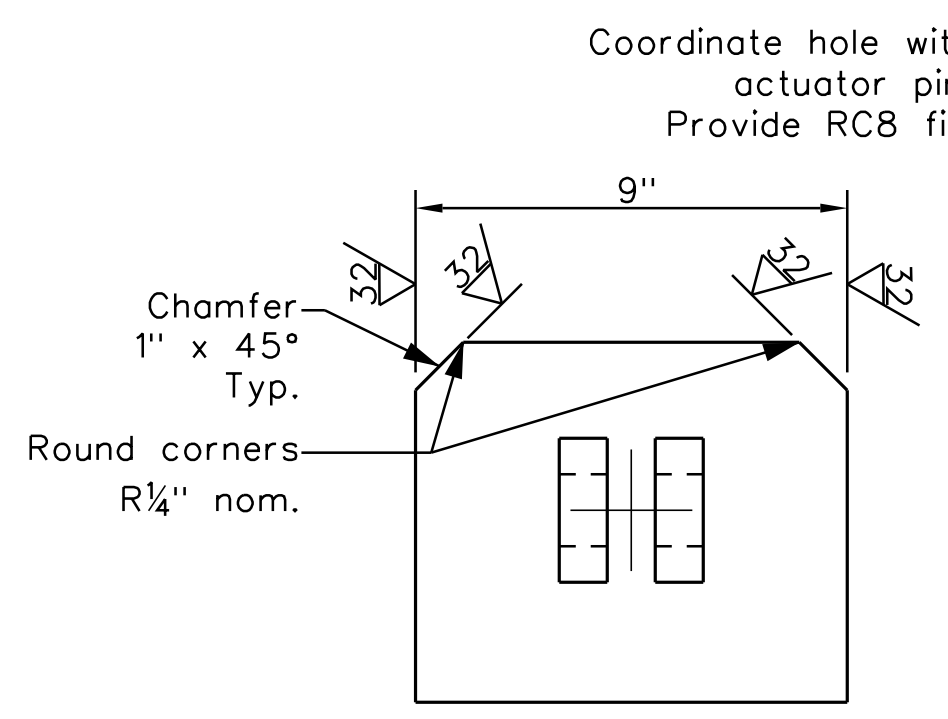 Coordinate hole
actuator
Provide RC8
9"
32
32
32
32
Chamfer
1" x 45°
Typ.
Round corners
R¼" nom.